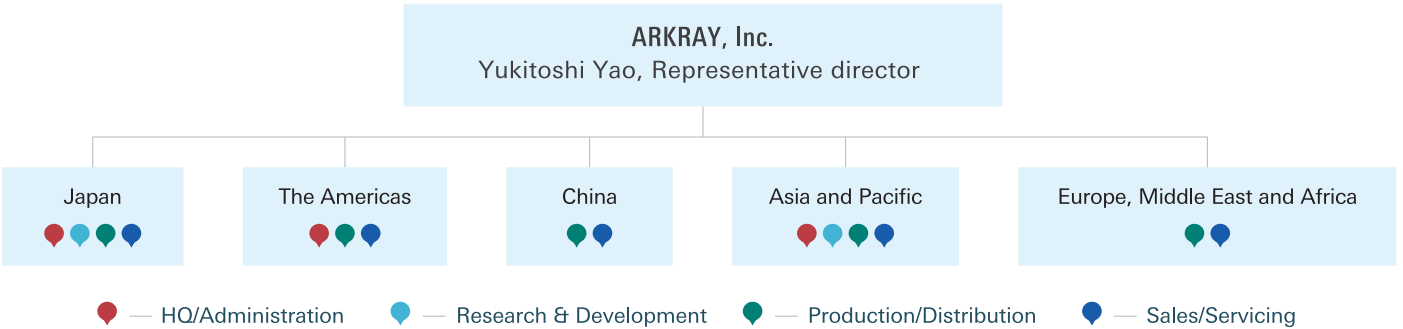 ARKRAY, Inc.
Yukitoshi Yao, Representative director
Japan
The Americas
China
Asia and Pacific
Europe, Middle East and Africa
HQ/Administration
Research & Development
Production/Distribution
Sales/Servicing